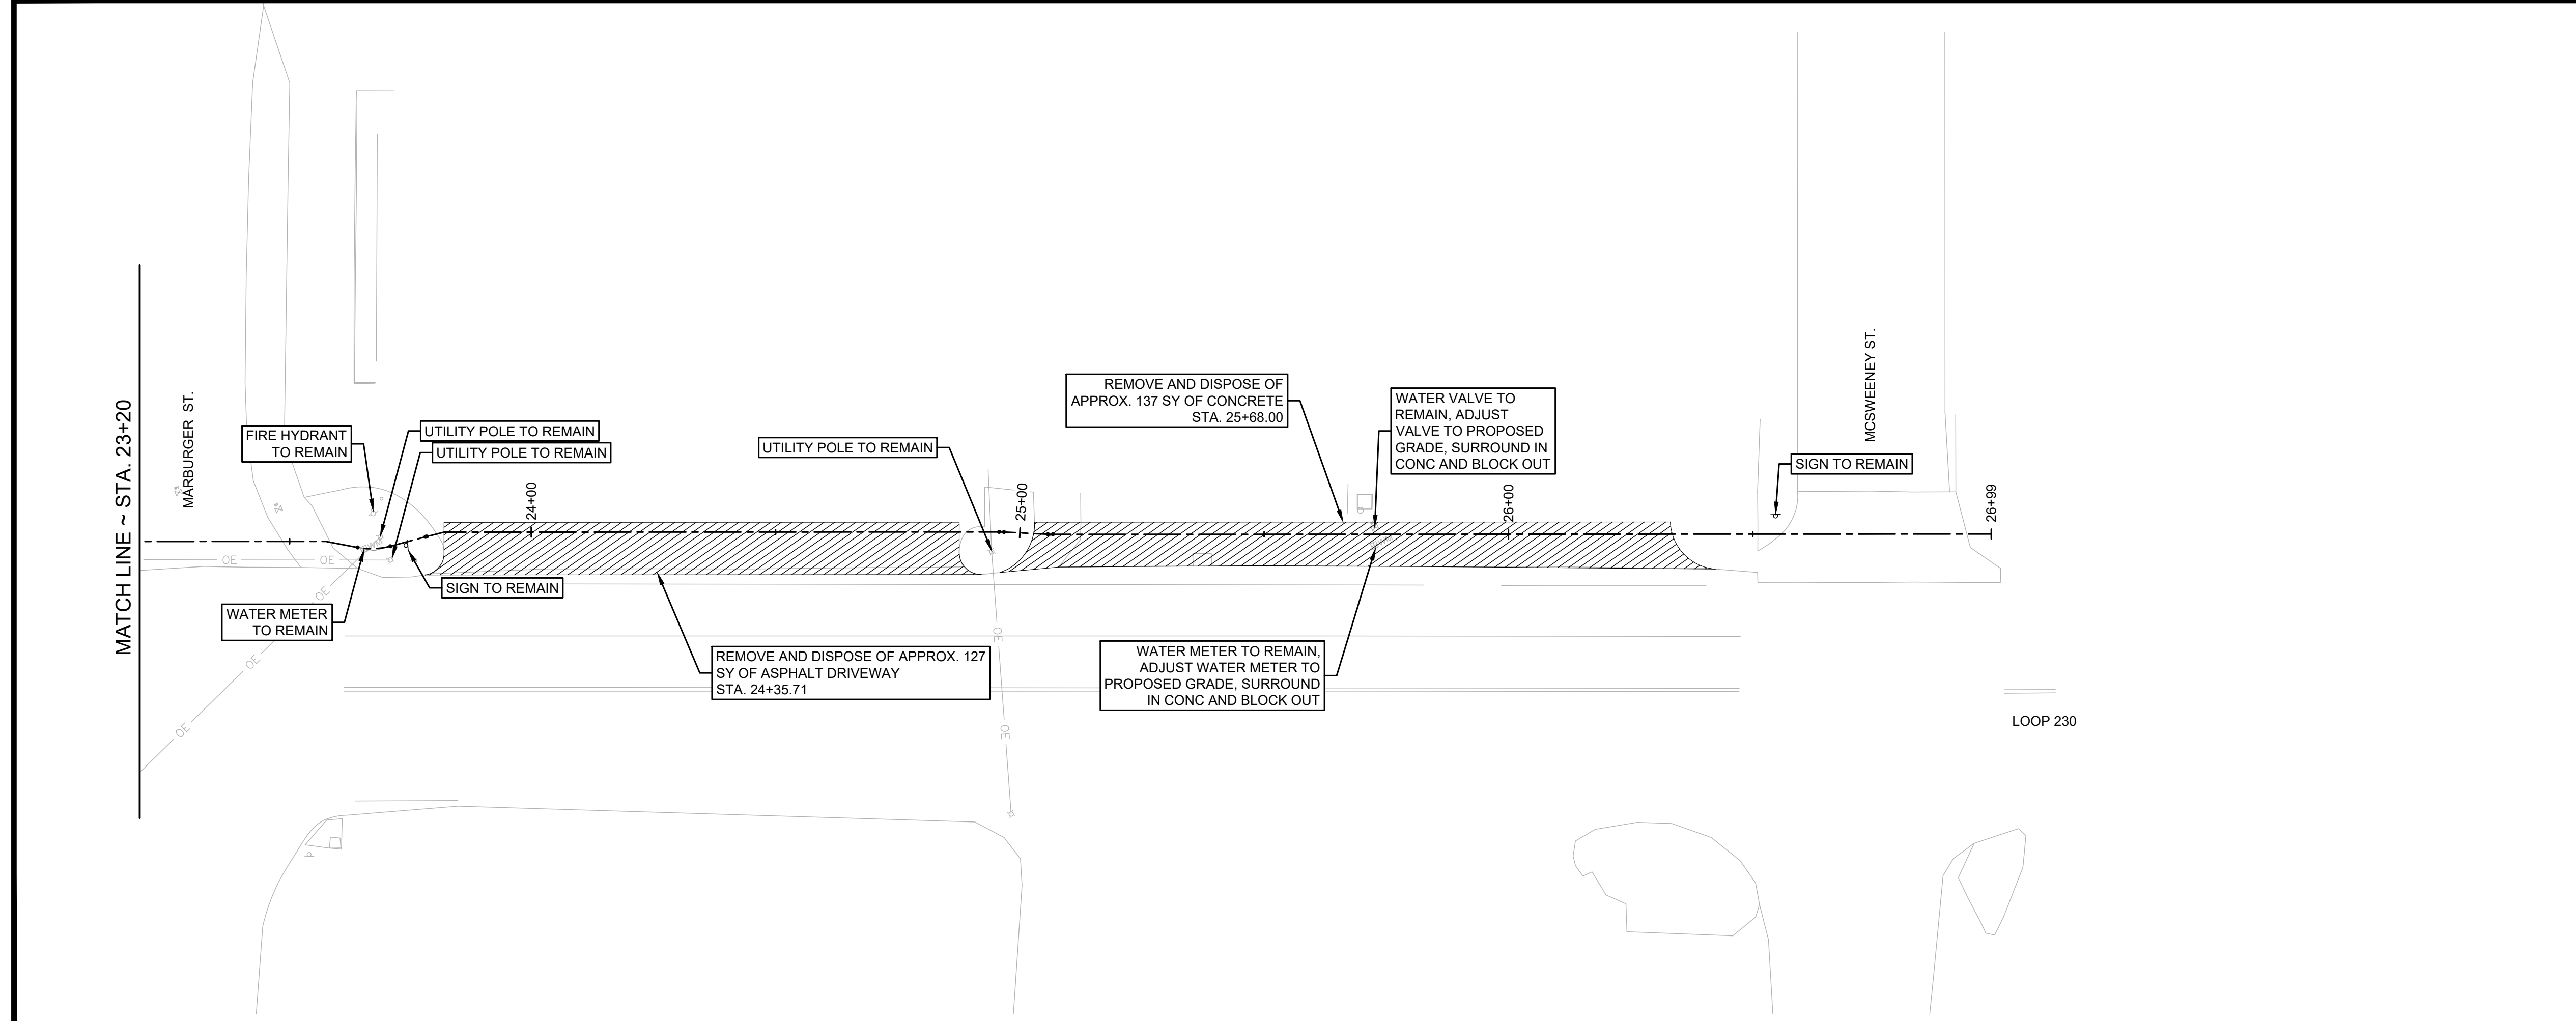 MATCH LINE ~ STA. 23+20
MARBURGER ST.
FIRE HYDRANT
TO REMAIN
UTILITY POLE TO REMAIN
UTILITY POLE TO REMAIN
24+00
SIGN TO REMAIN
WATER METER
TO REMAIN
OE
OE
OE
OE
OE
REMOVE AND DISPOSE OF APPROX. 127
SY OF ASPHALT DRIVEWAY
STA. 24+35.71
UTILITY POLE TO REMAIN
25+00
OE
OE
REMOVE AND DISPOSE OF
APPROX. 137 SY OF CONCRETE
STA. 25+68.00
WATER VALVE TO
REMAIN, ADJUST
VALVE TO PROPOSED
GRADE, SURROUND IN
CONC AND BLOCK OUT
WATER METER TO REMAIN,
ADJUST WATER METER TO
PROPOSED GRADE, SURROUND
IN CONC AND BLOCK OUT
26+00
SIGN TO REMAIN
MCSWEENEY ST.
26+99
LOOP 230